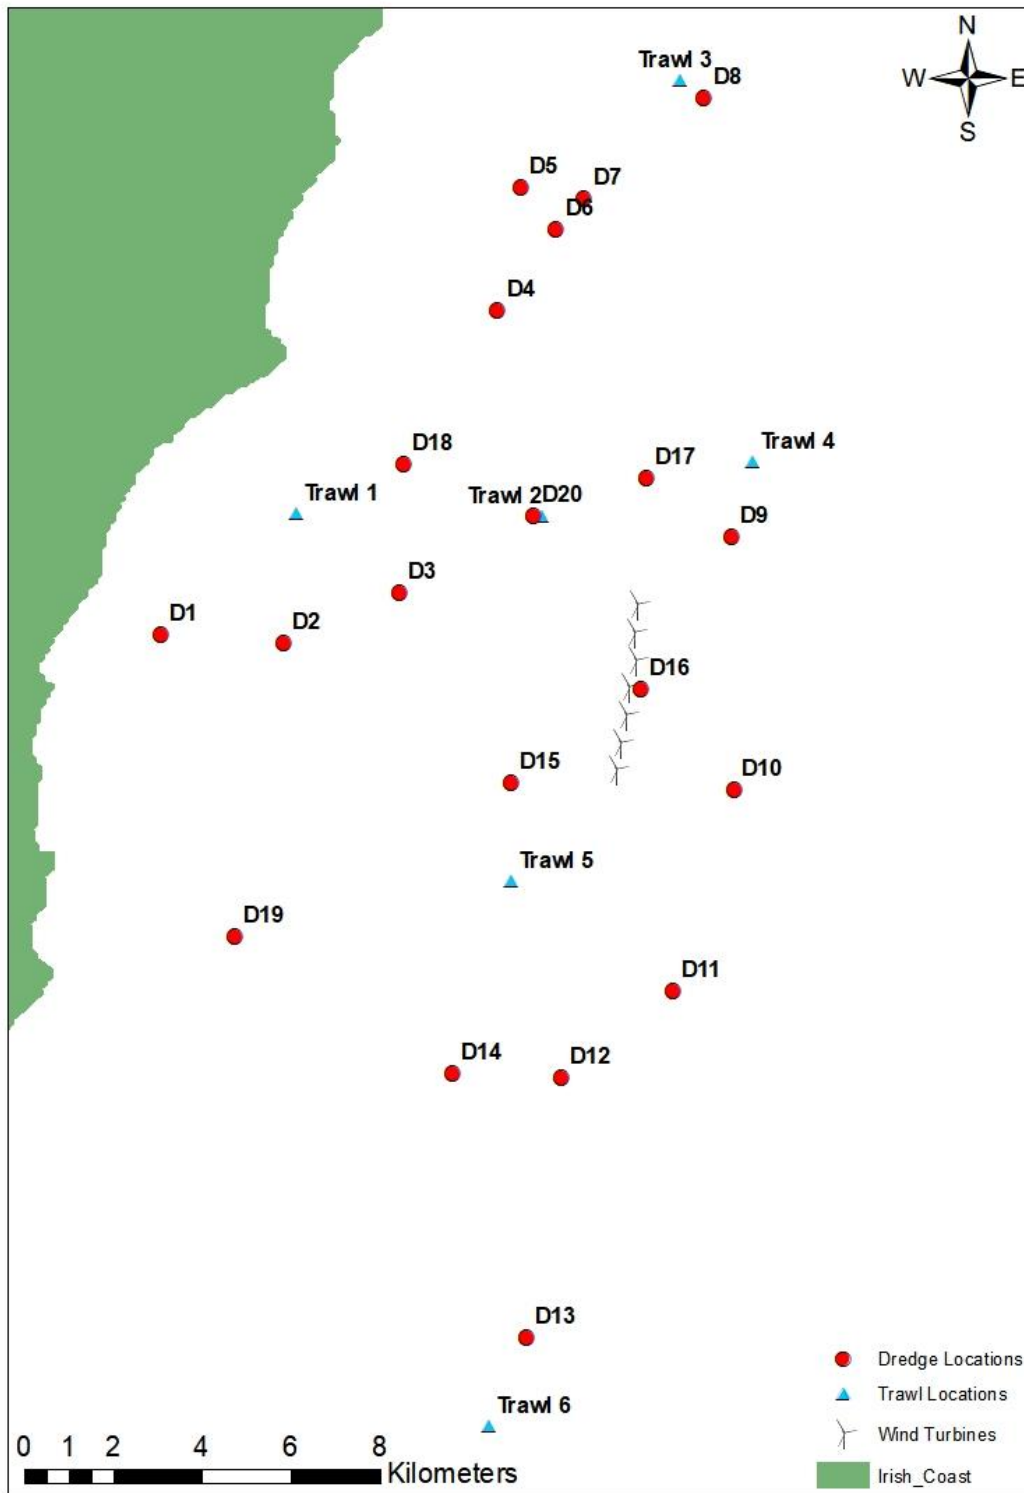 N
Trawl 3
D8
W
E
S
D5
D7
D6
D4
D18
D17
Trawl 4
Trawl 1
Trawl 2
D20
D9
D3
D1
D2
D16
D15
D10
Trawl 5
D19
D11
D14
D12
D13
Dredge Locations
Trawl Locations
Trawl 6
Wind Turbines
0 1 2 4 6 8
Kilometers
Irish_Coast